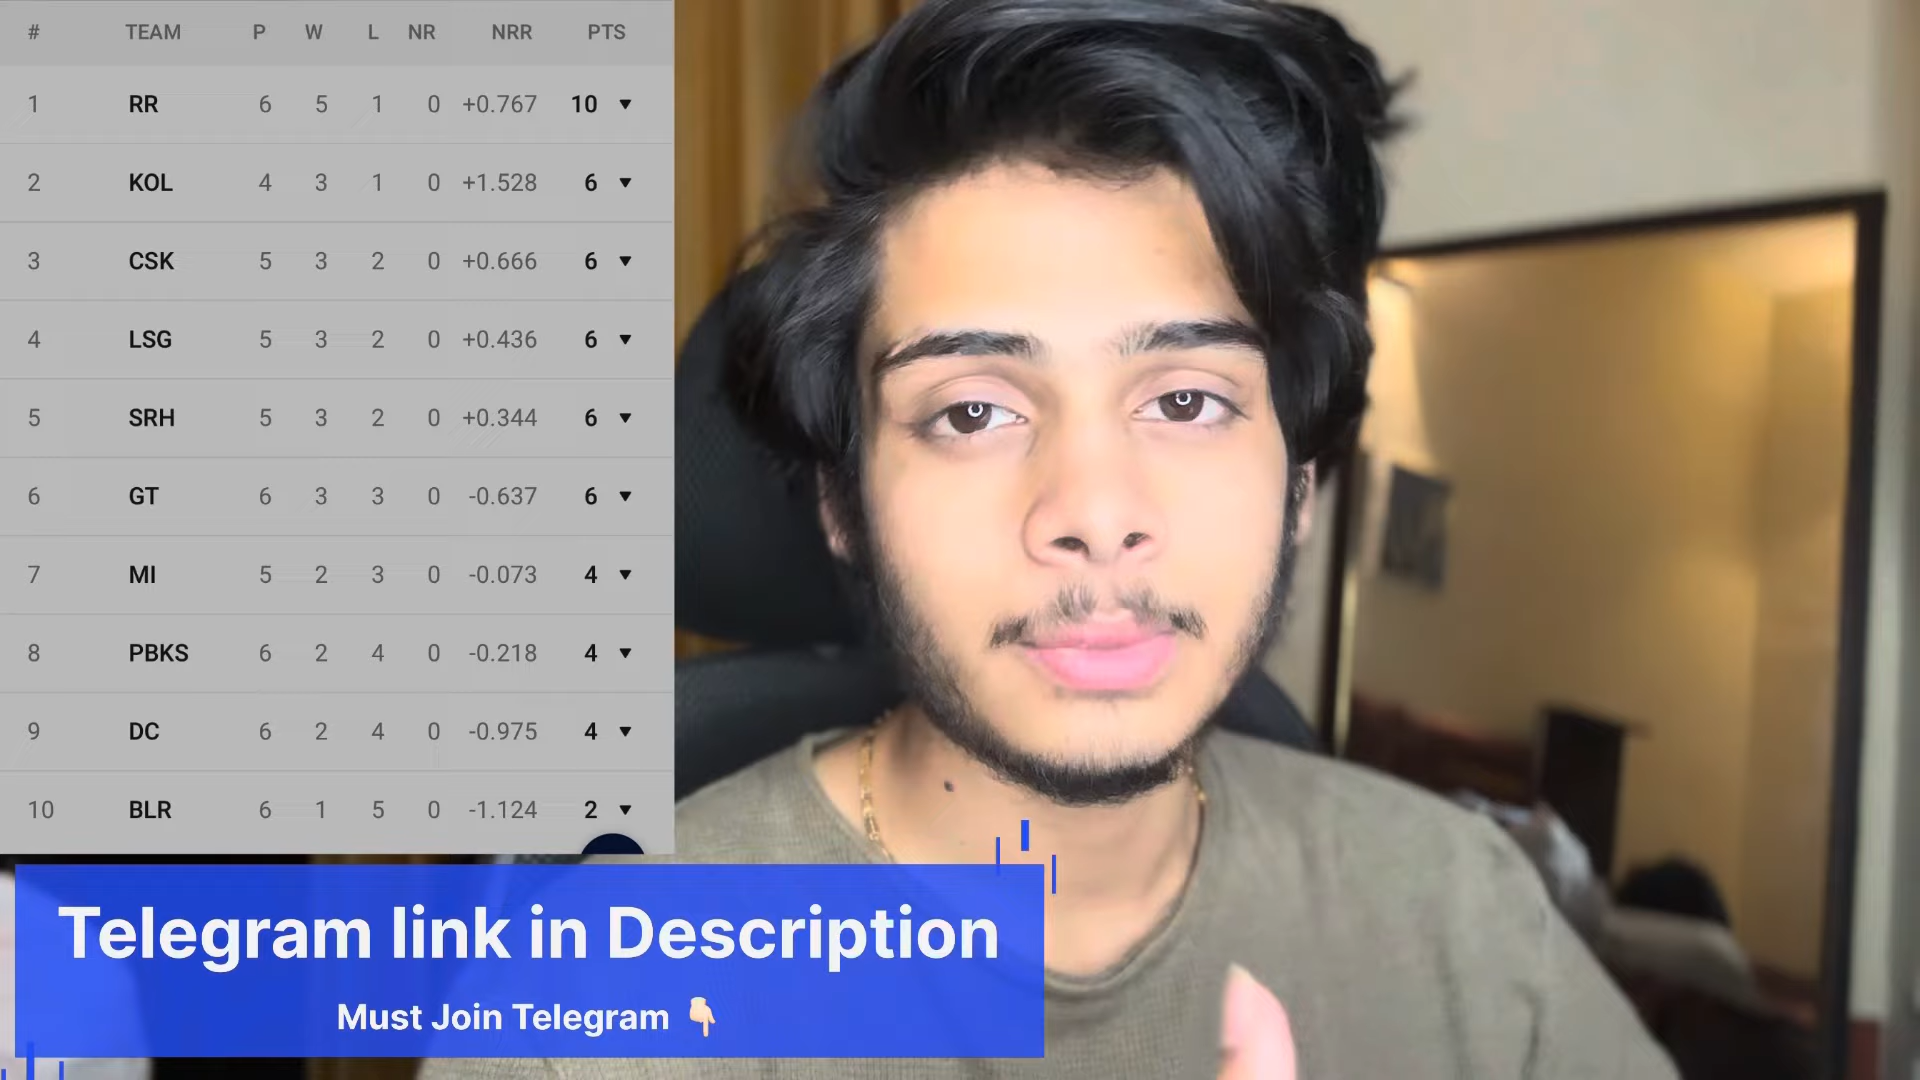 # TEAM P W L NR NRR PTS
1 RR 6 5 1 0 +0.767 10 ▼
2 KOL 4 3 1 0 +1.528 6 ▼
3 CSK 5 3 2 0 +0.666 6 ▼
4 LSG 5 3 2 0 +0.436 6 ▼
5 SRH 5 3 2 0 +0.344 6 ▼
6 GT 6 3 3 0 -0.637 6 ▼
7 MI 5 2 3 0 -0.073 4 ▼
8 PBKS 6 2 4 0 -0.218 4 ▼
9 DC 6 2 4 0 -0.975 4 ▼
10 BLR 6 1 5 0 -1.124 2 ▼
Telegram link in Description
Must Join Telegram 👇🏻